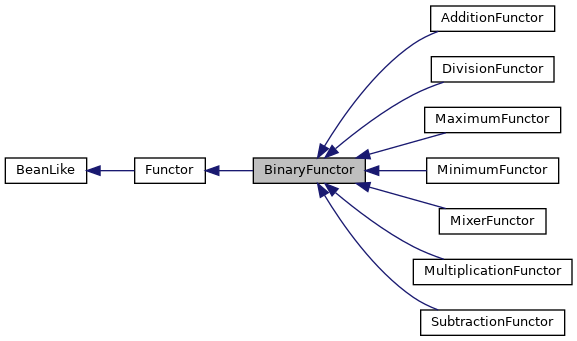 AdditionFunctor
DivisionFunctor
MaximumFunctor
BeanLike
Functor
BinaryFunctor
MinimumFunctor
MixerFunctor
MultiplicationFunctor
SubtractionFunctor